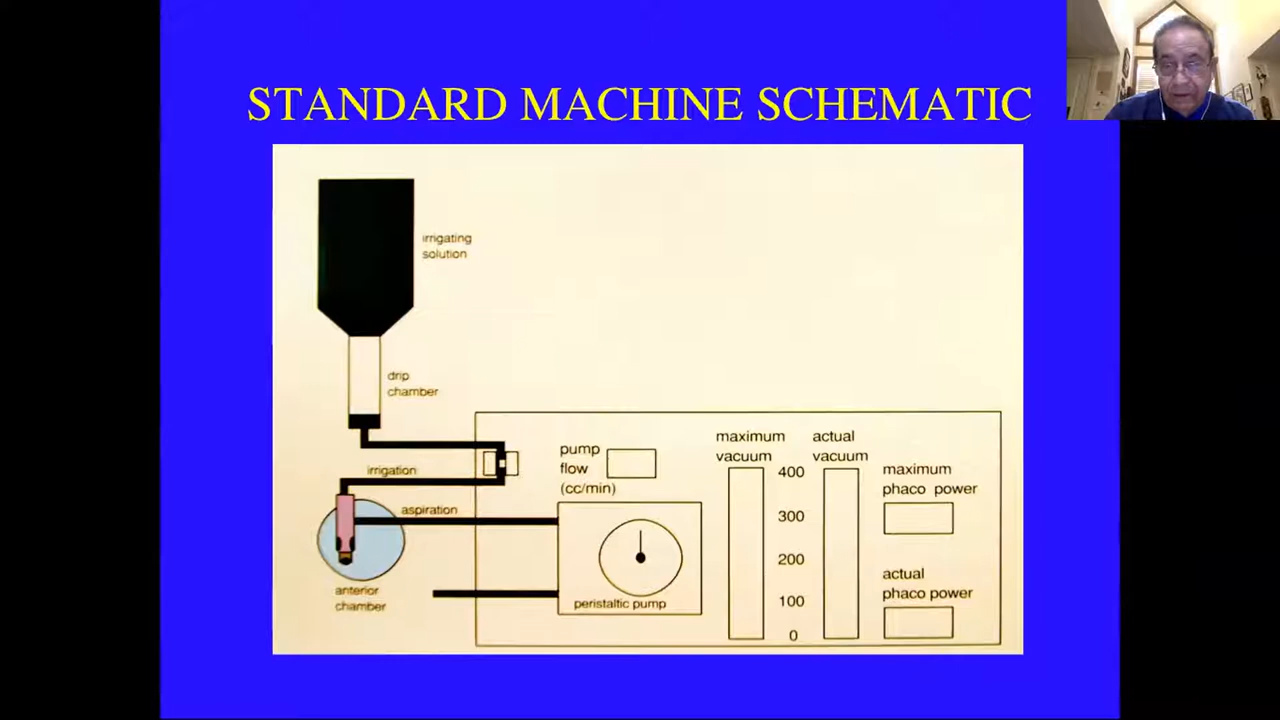 STANDARD MACHINE SCHEMATIC
irrigating
solution
drip
chamber
irrigation
aspiration
anterior
chamber
pump
flow
(cc/min)
peristaltic pump
maximum
vacuum
actual
vacuum
400
300
200
100
0
maximum
phaco power
actual
phaco power